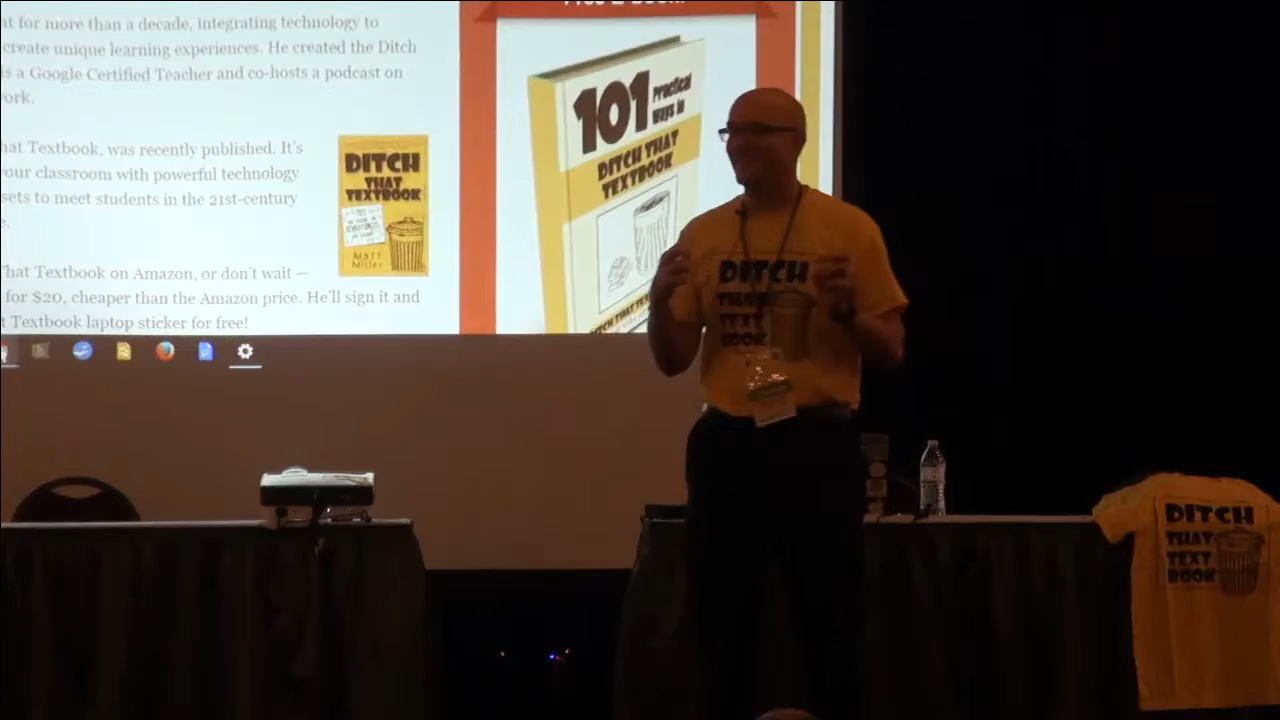 at for more than a decade, integrating technology to
create unique learning experiences. He created the Ditch
is a Google Certified Teacher and co-hosts a podcast on
ork.
hat Textbook, was recently published. It's
our classroom with powerful technology
sets to meet students in the 21st-century
That Textbook on Amazon, or don't wait —
for $20, cheaper than the Amazon price. He'll sign it and
t Textbook laptop sticker for free!
DITCH
THAT
TEXTBOOK
Matt
Miller
101 Practical
ways to
DITCH THAT
TEXTBOOK
DITCH
THAT
TEXT
BOOK
DITCH
THAT
TEXT
BOOK